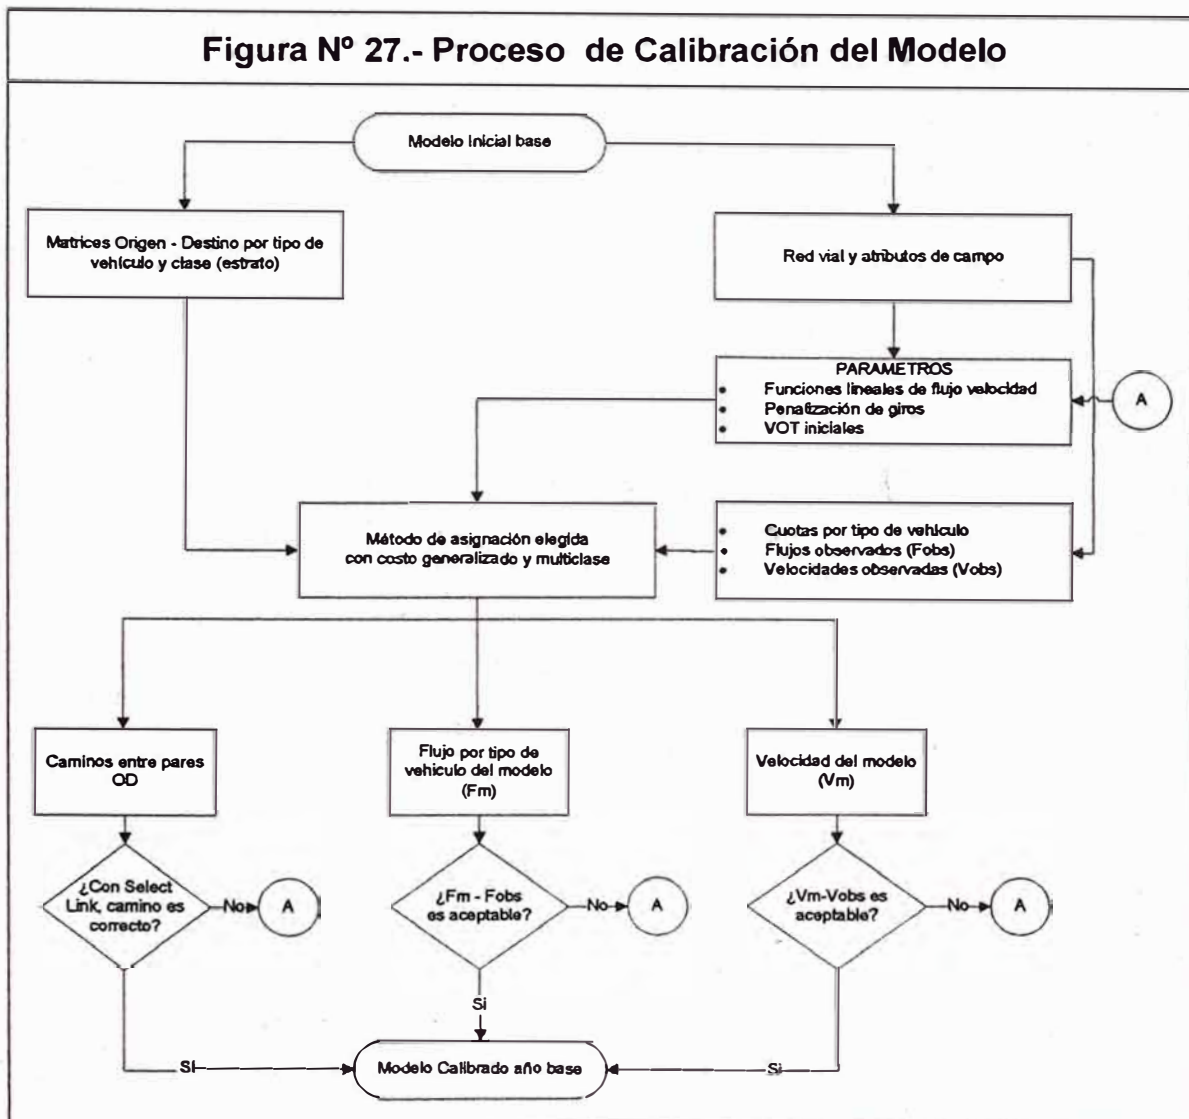 Figura Nº 27.- Proceso de Calibración del Modelo
Modelo Inicial base
Matrices Origen - Destino por tipo de
vehículo y clase (estrato)
Red vial y atributos de campo
PARAMETROS
• Funciones lineales de flujo velocidad
• Penalización de giros
• VOT iniciales
A
Método de asignación elegida
con costo generalizado y multiclase
• Cuotas por tipo de vehículo
• Flujos observados (Fobs)
• Velocidades observadas (Vobs)
Caminos entre pares
OD
Flujo por tipo de
vehículo del modelo
(Fm)
Velocidad del modelo
(Vm)
¿Con Select
Link, camino es
correcto?
No
A
¿Fm - Fobs
es aceptable?
No
A
¿Vm-Vobs es
aceptable?
No
A
Si
Si
Modelo Calibrado año base
Si